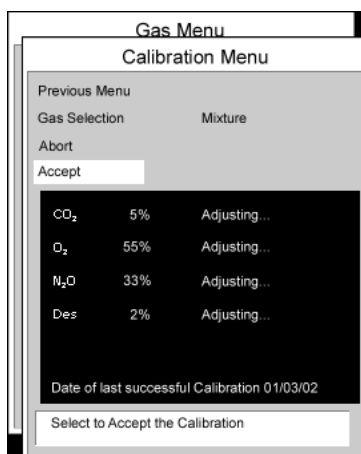 Gas Menu
Calibration Menu
Previous Menu
Gas Selection Mixture
Abort
Accept
CO₂ 5% Adjusting...
O₂ 55% Adjusting...
N₂O 33% Adjusting...
Des 2% Adjusting...
Date of last successful Calibration 01/03/02
Select to Accept the Calibration